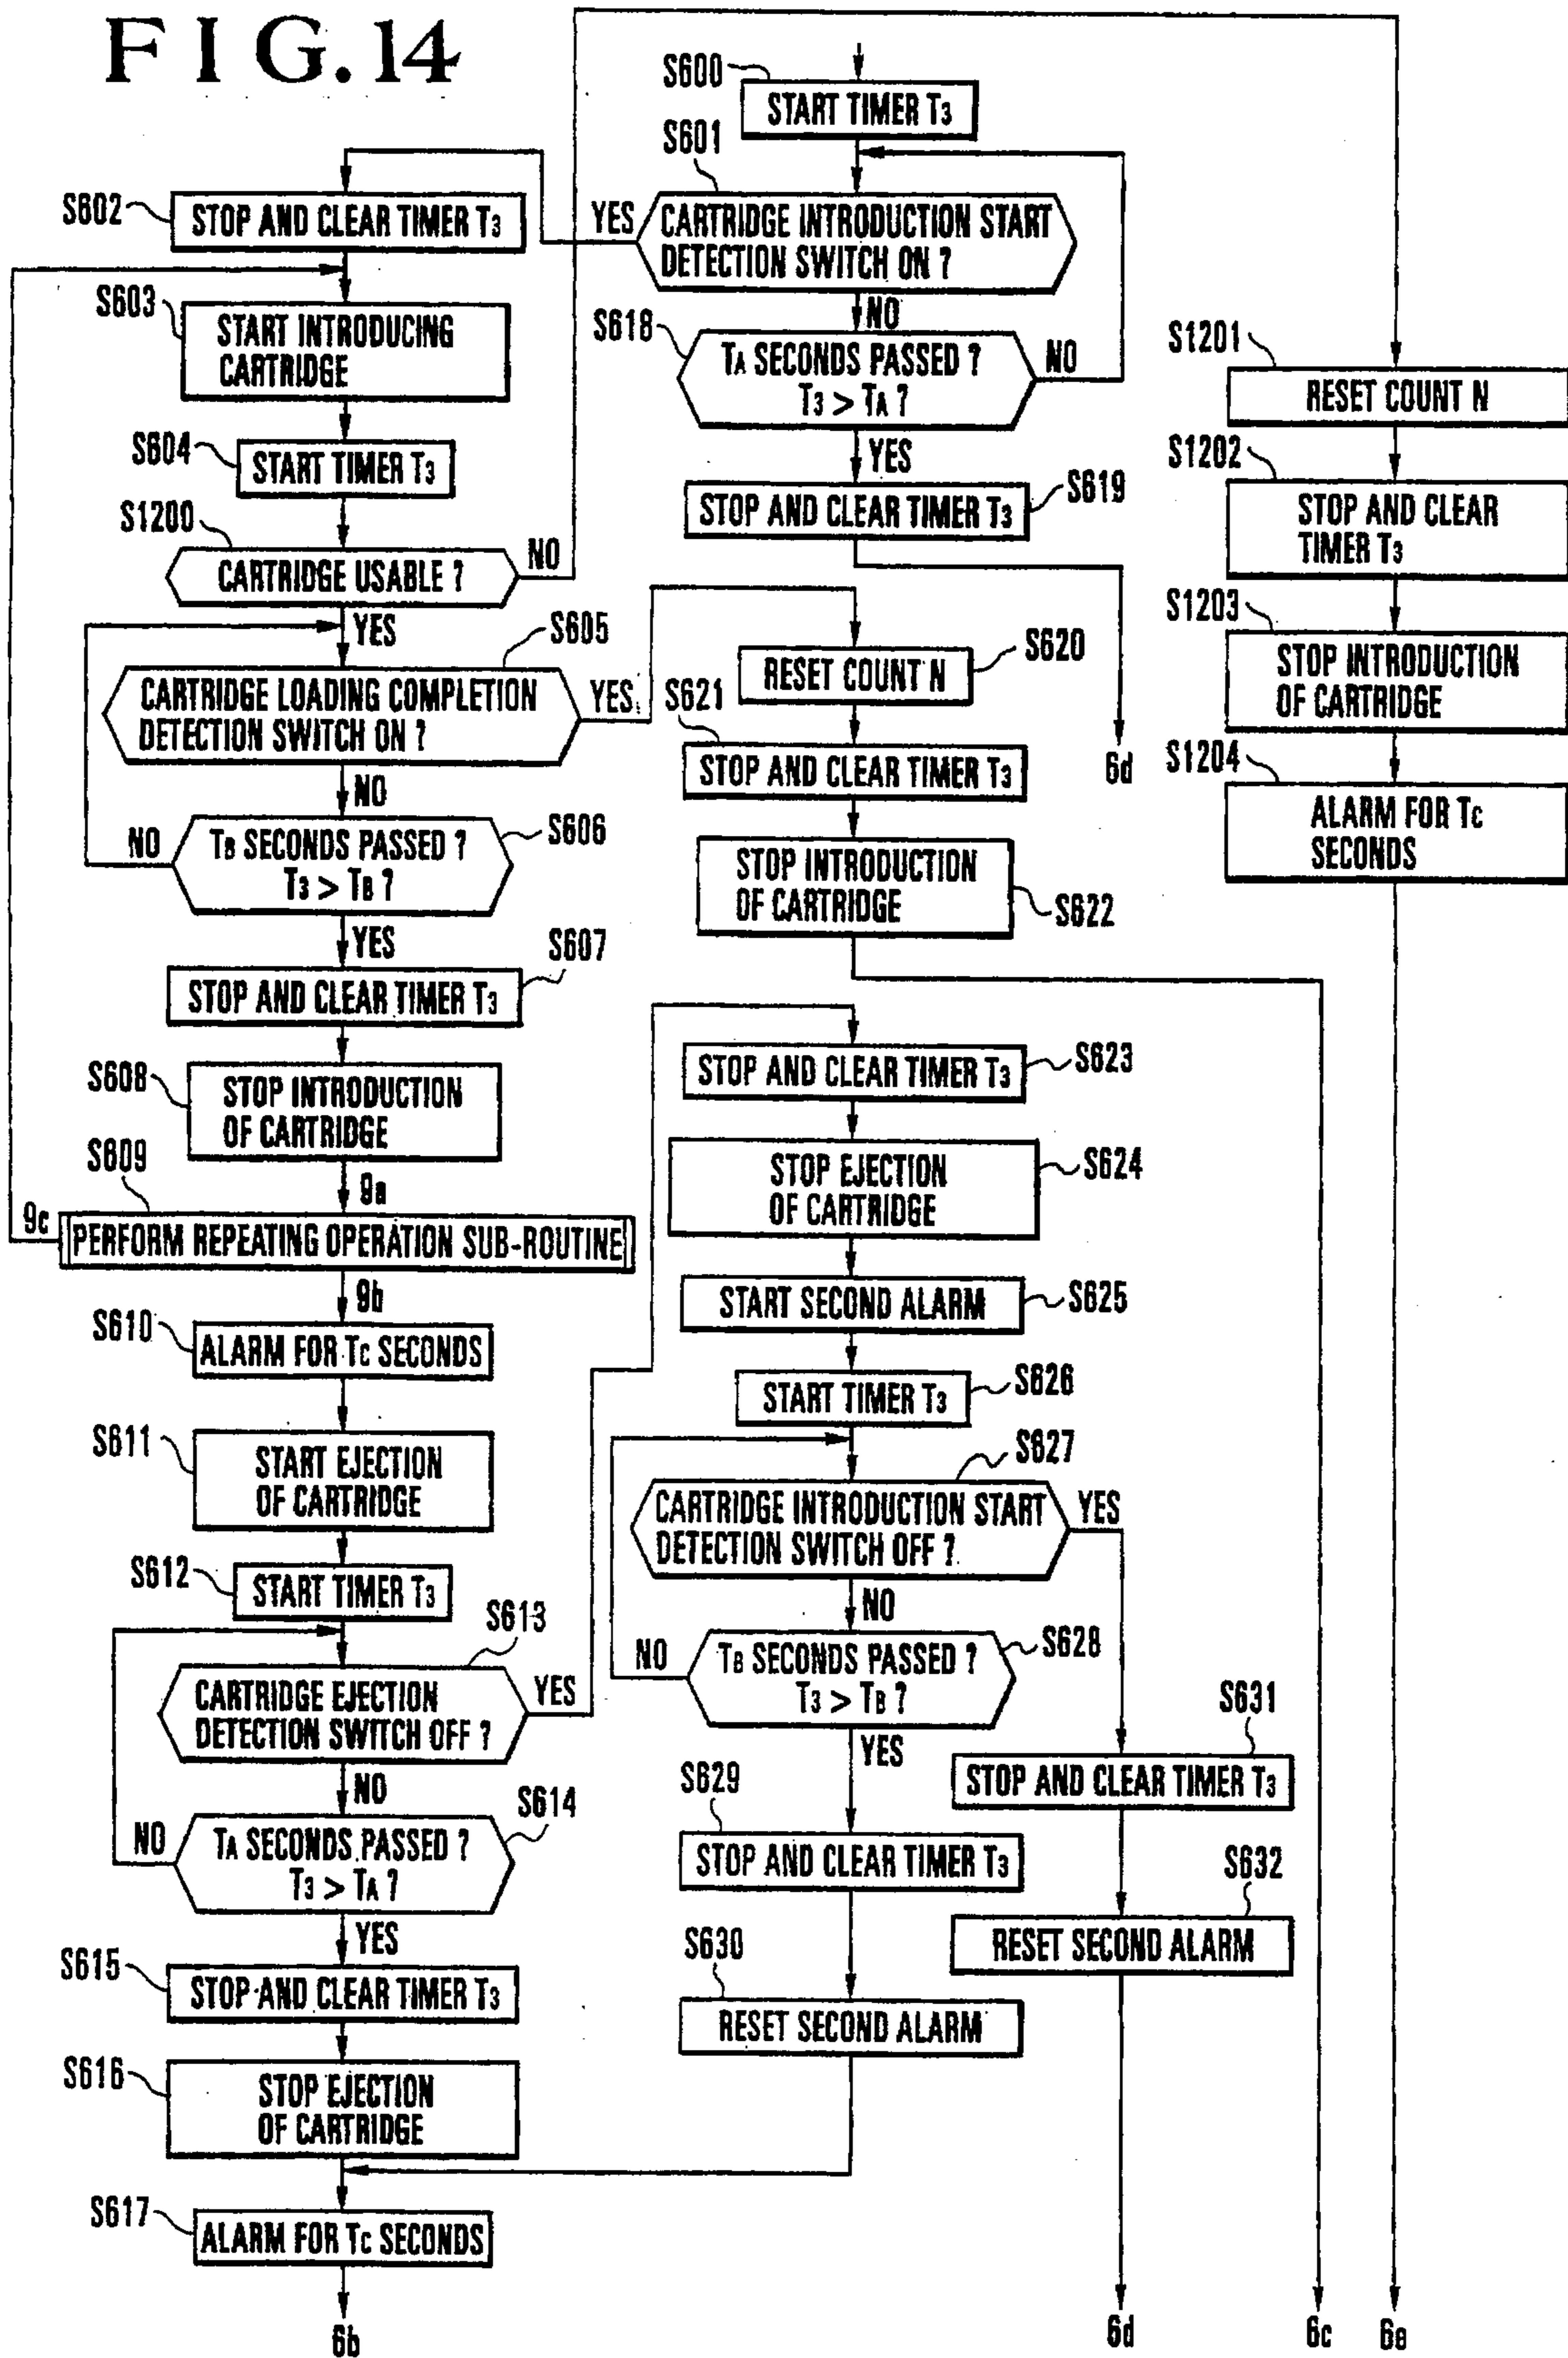 FIG. 14
S600
START TIMER T3
S601
CARTRIDGE INTRODUCTION START
DETECTION SWITCH ON ?
YES
NO
S602
STOP AND CLEAR TIMER T3
S603
START INTRODUCING
CARTRIDGE
S604
START TIMER T3
S1200
CARTRIDGE USABLE ?
NO
YES
S605
CARTRIDGE LOADING COMPLETION
DETECTION SWITCH ON ?
YES
NO
S606
TB SECONDS PASSED ?
T3 > TB ?
NO
YES
S607
STOP AND CLEAR TIMER T3
S608
STOP INTRODUCTION
OF CARTRIDGE
S609
9a
9c
PERFORM REPEATING OPERATION SUB-ROUTINE
9b
S610
ALARM FOR TC SECONDS
S611
START EJECTION
OF CARTRIDGE
S612
START TIMER T3
S613
CARTRIDGE EJECTION
DETECTION SWITCH OFF ?
YES
NO
S614
TA SECONDS PASSED ?
T3 > TA ?
NO
YES
S615
STOP AND CLEAR TIMER T3
S616
STOP EJECTION
OF CARTRIDGE
S617
ALARM FOR TC SECONDS
6b
S618
TA SECONDS PASSED ?
T3 > TA ?
NO
YES
S619
STOP AND CLEAR TIMER T3
6d
S620
RESET COUNT N
S621
STOP AND CLEAR TIMER T3
S622
STOP INTRODUCTION
OF CARTRIDGE
S623
STOP AND CLEAR TIMER T3
S624
STOP EJECTION
OF CARTRIDGE
S625
START SECOND ALARM
S626
START TIMER T3
S627
CARTRIDGE INTRODUCTION START
DETECTION SWITCH OFF ?
YES
NO
S628
TB SECONDS PASSED ?
T3 > TB ?
NO
YES
S629
STOP AND CLEAR TIMER T3
S630
RESET SECOND ALARM
S631
STOP AND CLEAR TIMER T3
S632
RESET SECOND ALARM
6d
6c
S1201
RESET COUNT N
S1202
STOP AND CLEAR
TIMER T3
S1203
STOP INTRODUCTION
OF CARTRIDGE
S1204
ALARM FOR TC
SECONDS
6e